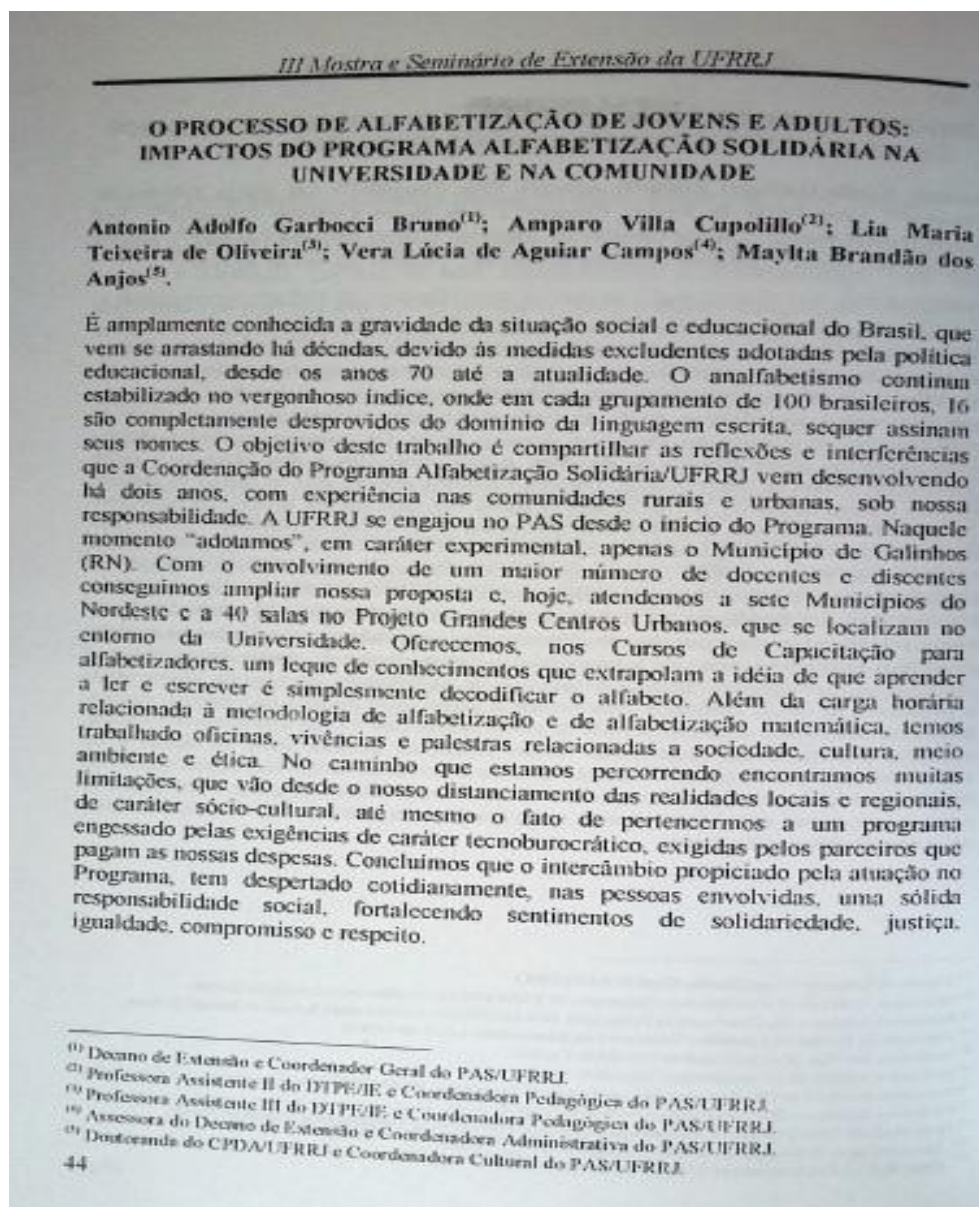 III Mostra e Seminário de Extensão da UFRRJ
O PROCESSO DE ALFABETIZAÇÃO DE JOVENS E ADULTOS:
IMPACTOS DO PROGRAMA ALFABETIZAÇÃO SOLIDÁRIA NA
UNIVERSIDADE E NA COMUNIDADE
Antonio Adolfo Garbocci Bruno(1); Amparo Villa Cupolillo(2); Lia Maria
Teixeira de Oliveira(3); Vera Lúcia de Aguiar Campos(4); Maylta Brandão dos
Anjos(5).
É amplamente conhecida a gravidade da situação social e educacional do Brasil, que
vem se arrastando há décadas, devido às medidas excludentes adotadas pela política
educacional, desde os anos 70 até a atualidade. O analfabetismo continua
estabilizado no vergonhoso índice, onde em cada grupamento de 100 brasileiros, 16
são completamente desprovidos do domínio da linguagem escrita, sequer assinam
seus nomes. O objetivo deste trabalho é compartilhar as reflexões e interferências
que a Coordenação do Programa Alfabetização Solidária/UFRRJ vem desenvolvendo
há dois anos, com experiência nas comunidades rurais e urbanas, sob nossa
responsabilidade. A UFRRJ se engajou no PAS desde o início do Programa. Naquele
momento "adotamos", em caráter experimental, apenas o Município de Galinhos
(RN). Com o envolvimento de um maior número de docentes e discentes
conseguimos ampliar nossa proposta e, hoje, atendemos a sete Municípios do
Nordeste e a 40 salas no Projeto Grandes Centros Urbanos, que se localizam no
entorno da Universidade. Oferecemos, nos Cursos de Capacitação para
alfabetizadores, um leque de conhecimentos que extrapolam a idéia de que aprender
a ler e escrever é simplesmente decodificar o alfabeto. Além da carga horária
relacionada à metodologia de alfabetização e de alfabetização matemática, temos
trabalhado oficinas, vivências e palestras relacionadas a sociedade, cultura, meio
ambiente e ética. No caminho que estamos percorrendo encontramos muitas
limitações, que vão desde o nosso distanciamento das realidades locais e regionais,
de caráter sócio-cultural, até mesmo o fato de pertencermos a um programa
engessado pelas exigências de caráter tecnoburocrático, exigidas pelos parceiros que
pagam as nossas despesas. Concluímos que o intercâmbio propiciado pela atuação no
Programa, tem despertado cotidianamente, nas pessoas envolvidas, uma sólida
responsabilidade social, fortalecendo sentimentos de solidariedade, justiça,
igualdade, compromisso e respeito.
(1) Decano de Extensão e Coordenador Geral do PAS/UFRRJ.
(2) Professora Assistente II do DTPE/IE e Coordenadora Pedagógica do PAS/UFRRJ.
(3) Professora Assistente III do DTPE/IE e Coordenadora Pedagógica do PAS/UFRRJ.
(4) Assessora do Decano de Extensão e Coordenadora Administrativa do PAS/UFRRJ.
(5) Doutoranda do CPDA/UFRRJ e Coordenadora Cultural do PAS/UFRRJ.
44